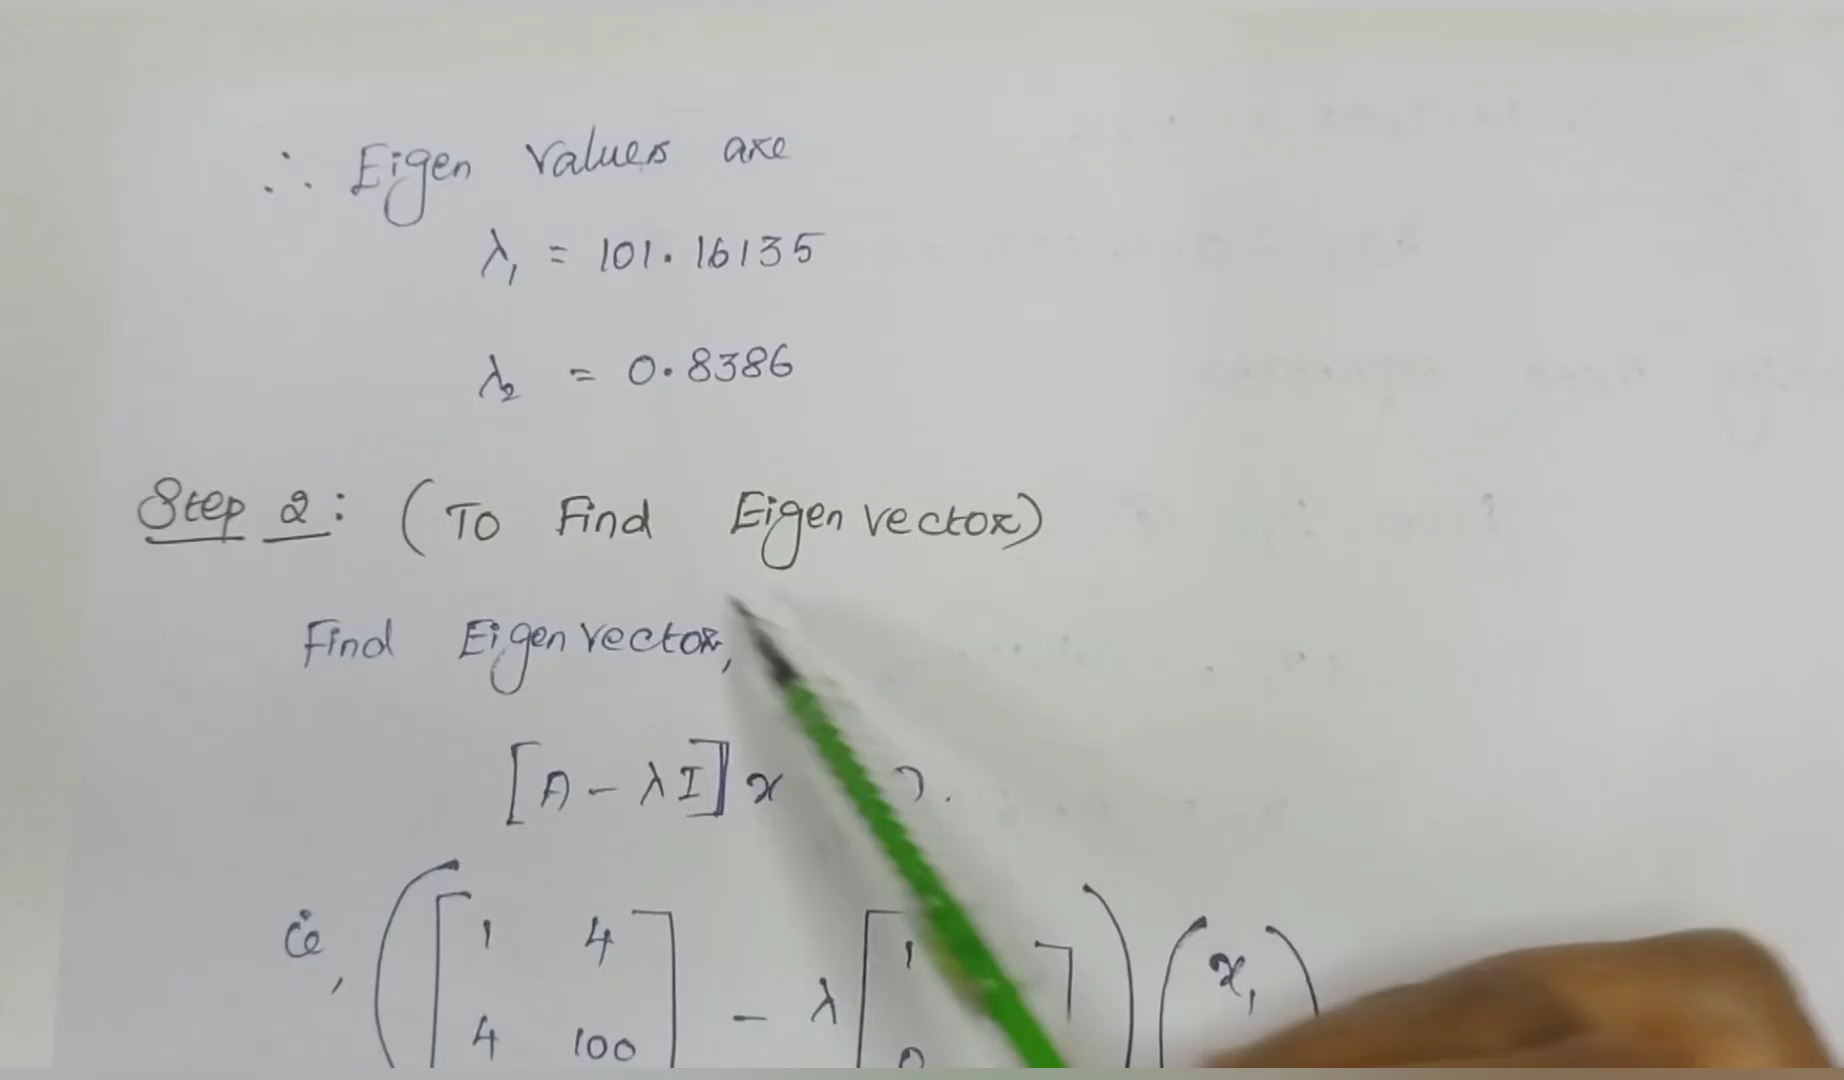 ∴ Eigen values are
λ₁ = 101.16135
λ₂ = 0.8386
Step 2: (To Find Eigen vector)
Find Eigen vector,
[A - λI] x
ie, ([1 4 - λ [1 (x₁
4 100 0